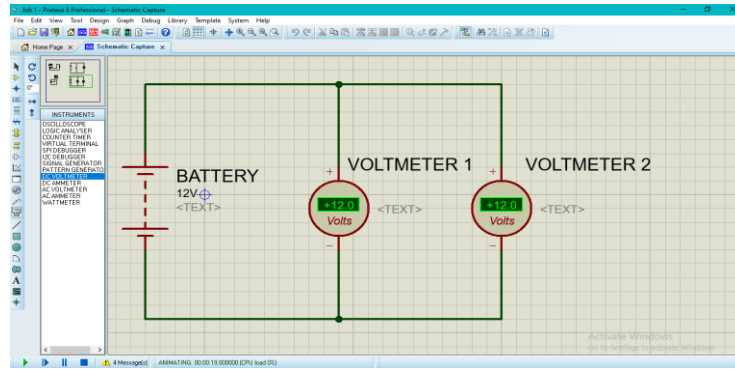 Job 1 - Proteus 8 Professional - Schematic Capture
File Edit View Tool Design Graph Debug Library Template System Help
Home Page
Schematic Capture
0°
INSTRUMENTS
OSCILLOSCOPE
LOGIC ANALYSER
COUNTER TIMER
VIRTUAL TERMINAL
SPI DEBUGGER
I2C DEBUGGER
SIGNAL GENERATOR
PATTERN GENERATO
DC VOLTMETER
DC AMMETER
AC VOLTMETER
AC AMMETER
WATTMETER
BATTERY
12V
<TEXT>
VOLTMETER 1
+
+12.0
Volts
<TEXT>
−
VOLTMETER 2
+
+12.0
Volts
<TEXT>
−
Activate Windows
Go to Settings to activate Windows.
4 Message(s)
ANIMATING: 00:00:19.000000 (CPU load 0%)